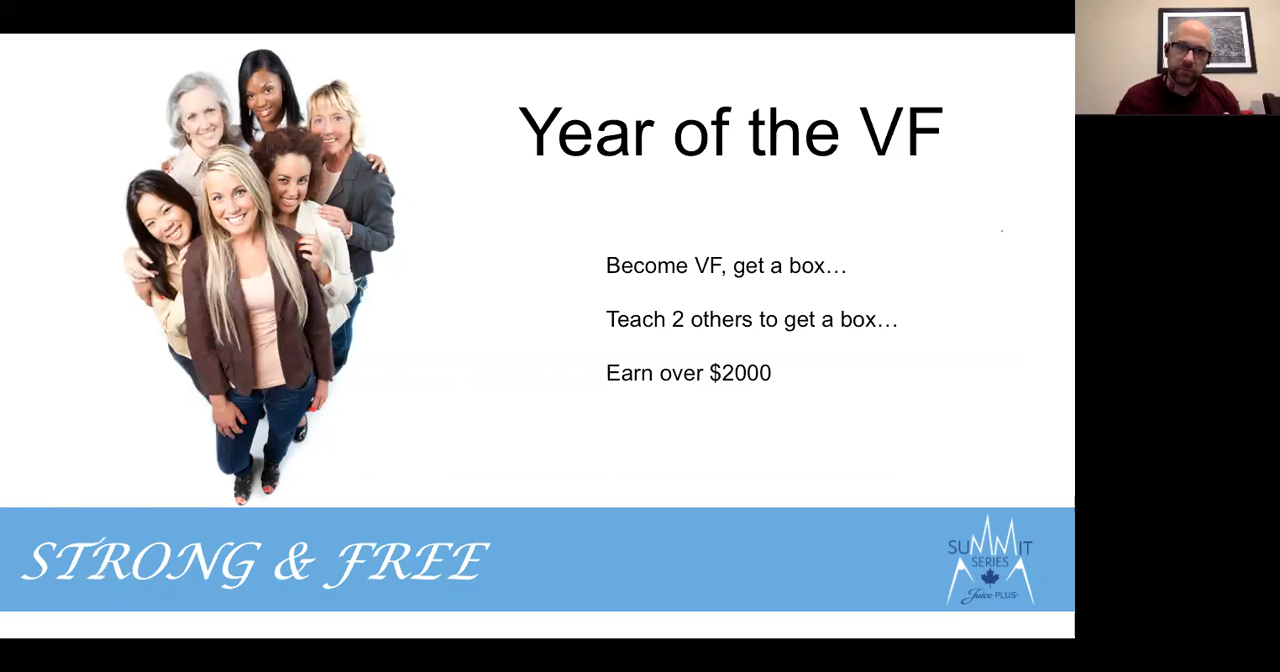 Year of the VF
Become VF, get a box…
Teach 2 others to get a box…
Earn over $2000
STRONG & FREE
SUMMIT
SERIES
Juice PLUS+